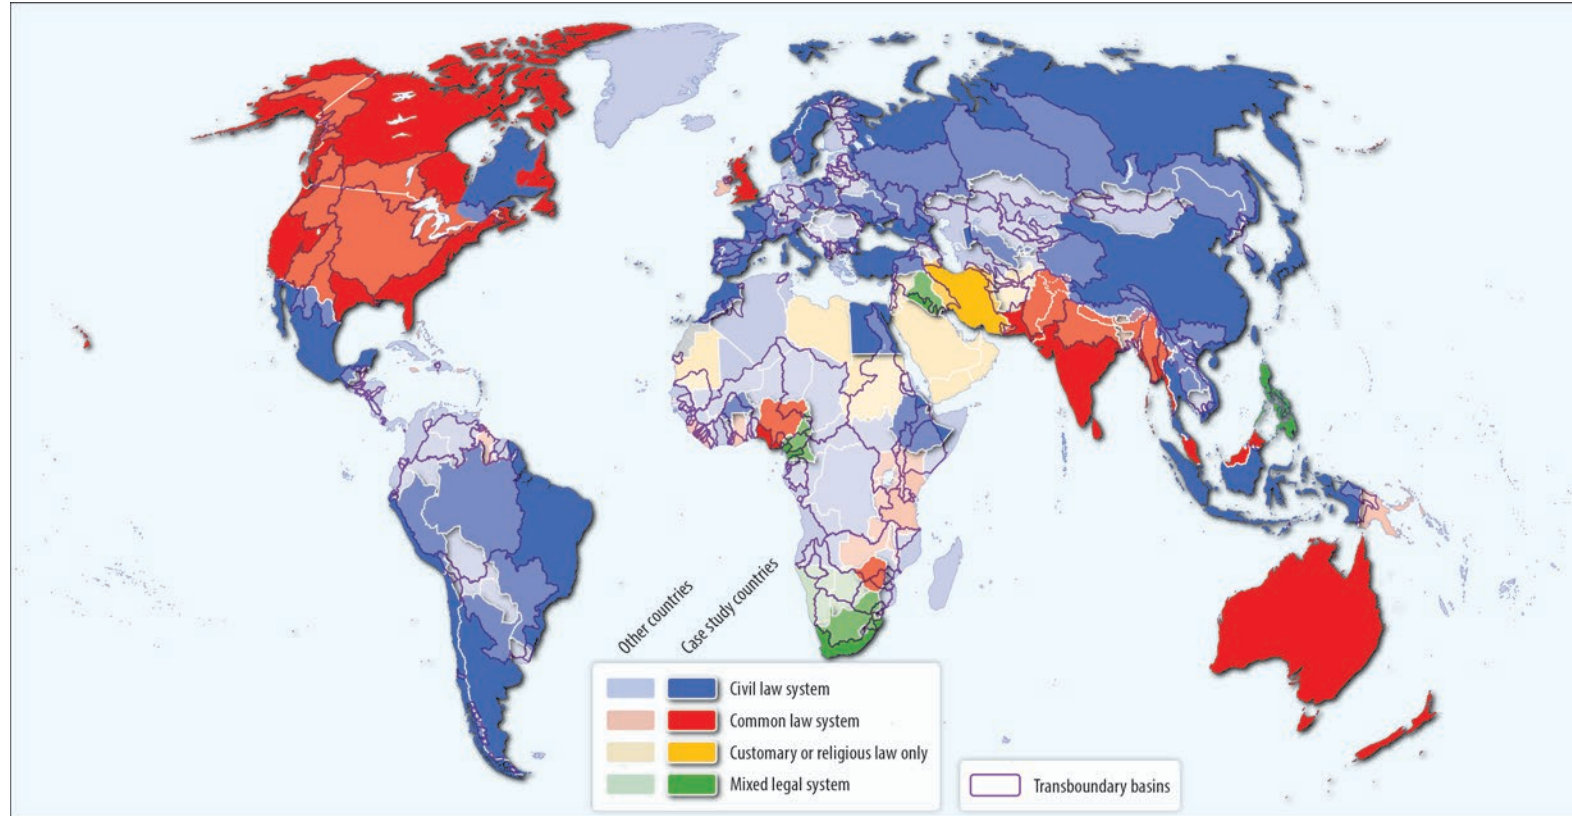 Other countries
Case study countries
Civil law system
Common law system
Customary or religious law only
Mixed legal system
Transboundary basins